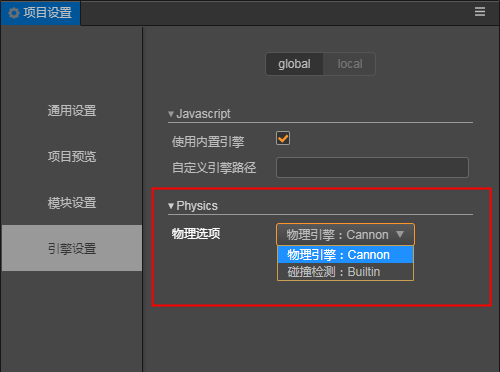 项目设置
global local
通用设置
项目预览
模块设置
引擎设置
Javascript
使用内置引擎
自定义引擎路径
Physics
物理选项 物理引擎：Cannon
物理引擎：Cannon
碰撞检测：Builtin